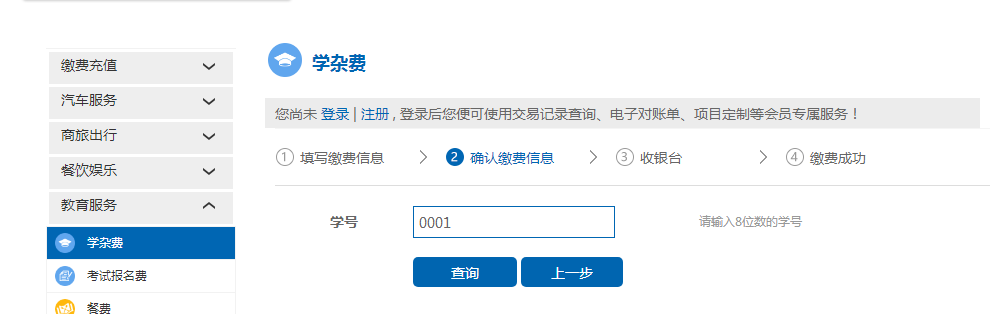 学杂费
缴费充值
汽车服务
商旅出行
餐饮娱乐
教育服务
学杂费
考试报名费
餐费
您尚未 登录 | 注册 , 登录后您便可使用交易记录查询、电子对账单、项目定制等会员专属服务！
1 填写缴费信息 2 确认缴费信息 3 收银台 4 缴费成功
学号 0001 请输入8位数的学号
查询 上一步